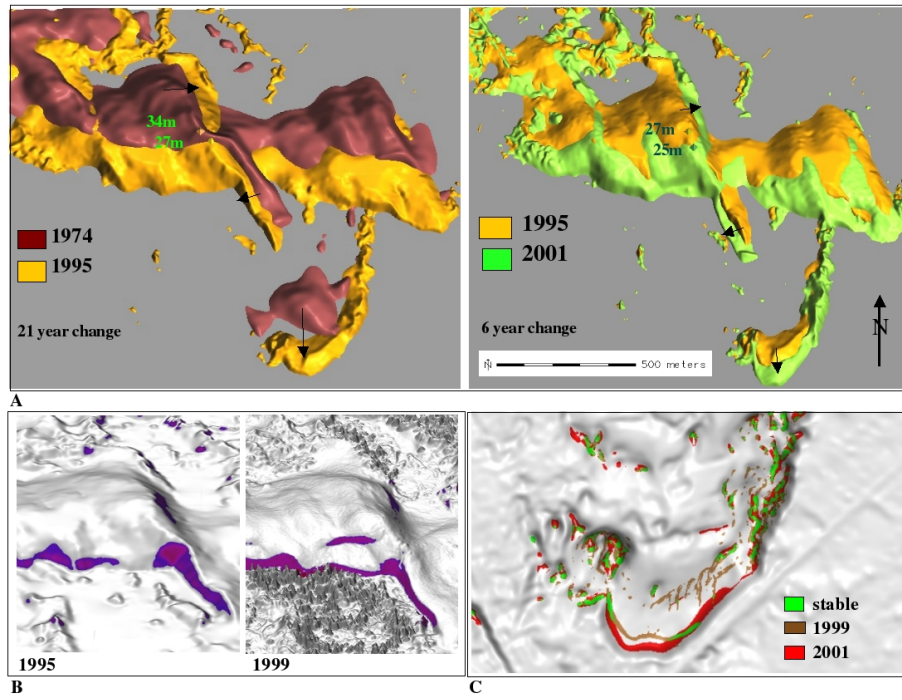 34m
27m
1974
1995
21 year change
27m
25m
1995
2001
6 year change
N
500 meters
N
A
1995
1999
B
stable
1999
2001
C